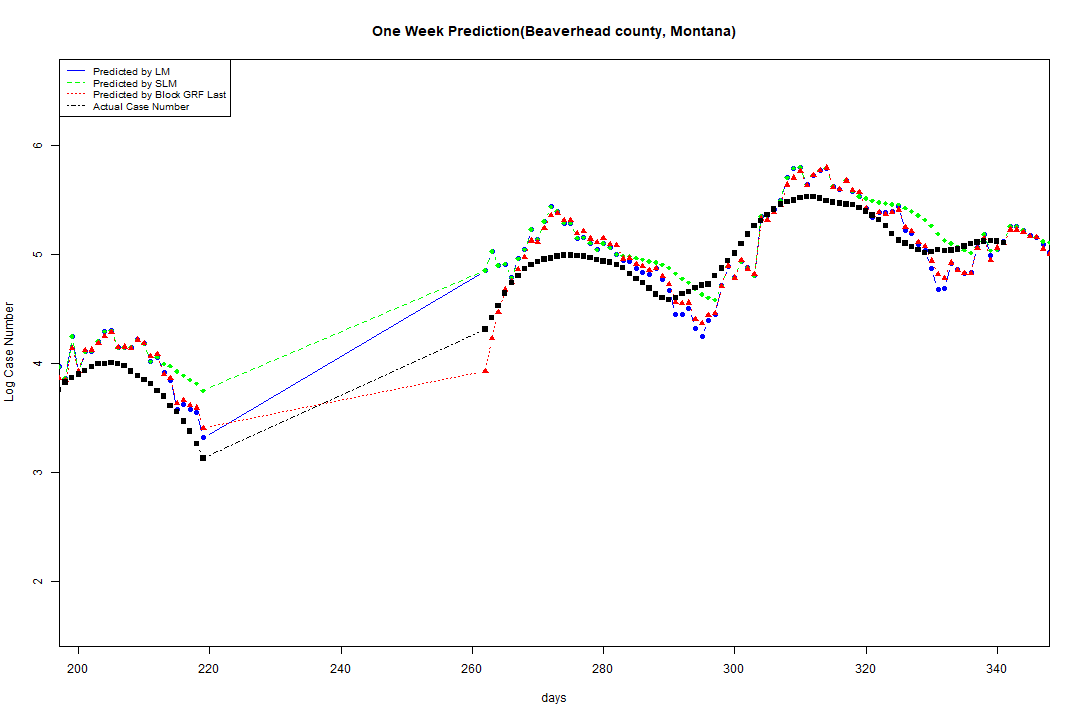 One Week Prediction(Beaverhead county, Montana)
Predicted by LM
Predicted by SLM
Predicted by Block GRF Last
Actual Case Number
Log Case Number
6
5
4
3
2
200 220 240 260 280 300 320 340
days